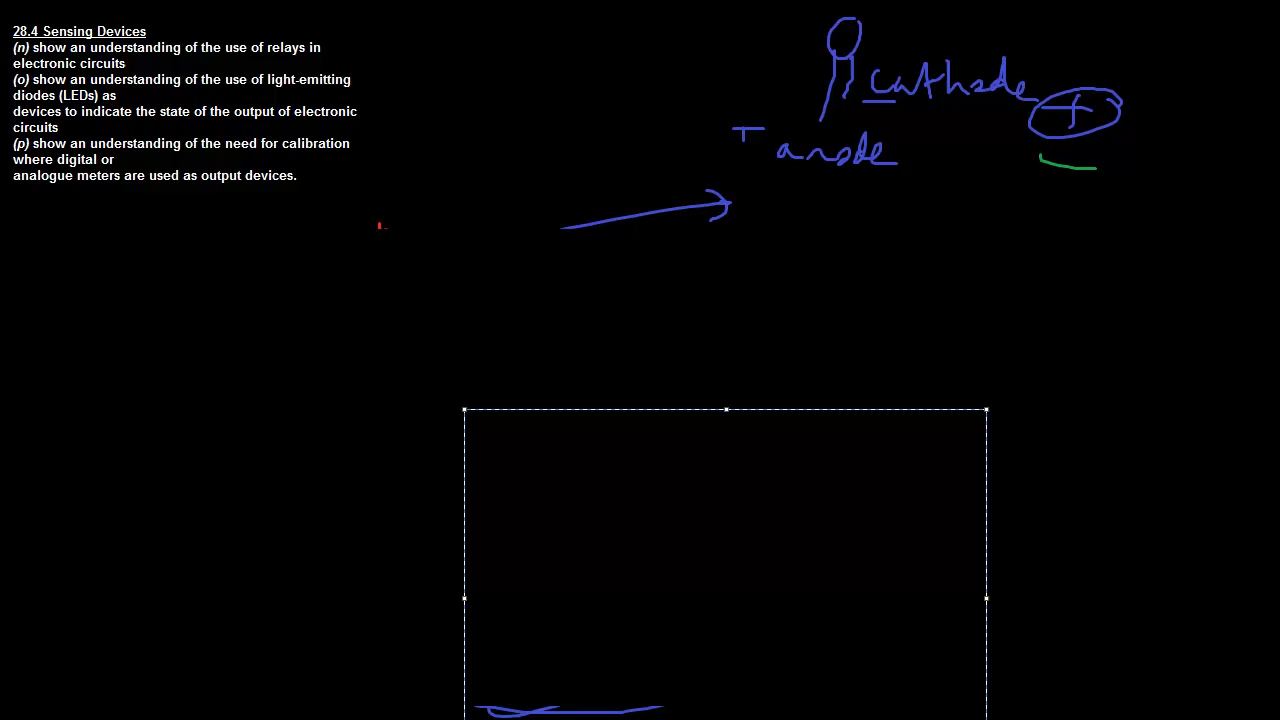 28.4 Sensing Devices
(n) show an understanding of the use of relays in
electronic circuits
(o) show an understanding of the use of light-emitting
diodes (LEDs) as
devices to indicate the state of the output of electronic
circuits
(p) show an understanding of the need for calibration
where digital or
analogue meters are used as output devices.
cathode +
anode